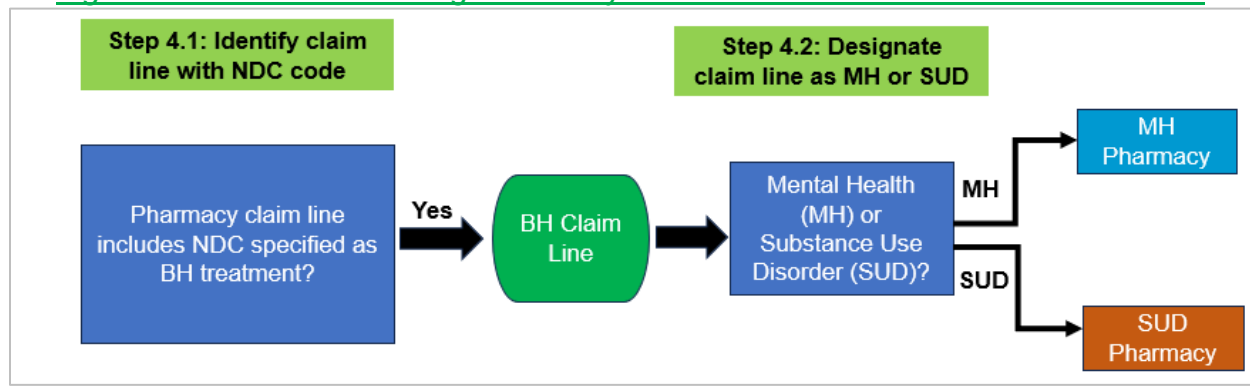 Step 4.1: Identify claim
line with NDC code
Step 4.2: Designate
claim line as MH or SUD
Pharmacy claim line
includes NDC specified as
BH treatment?
Yes
BH Claim
Line
Mental Health
(MH) or
Substance Use
Disorder (SUD)?
MH
SUD
MH
Pharmacy
SUD
Pharmacy